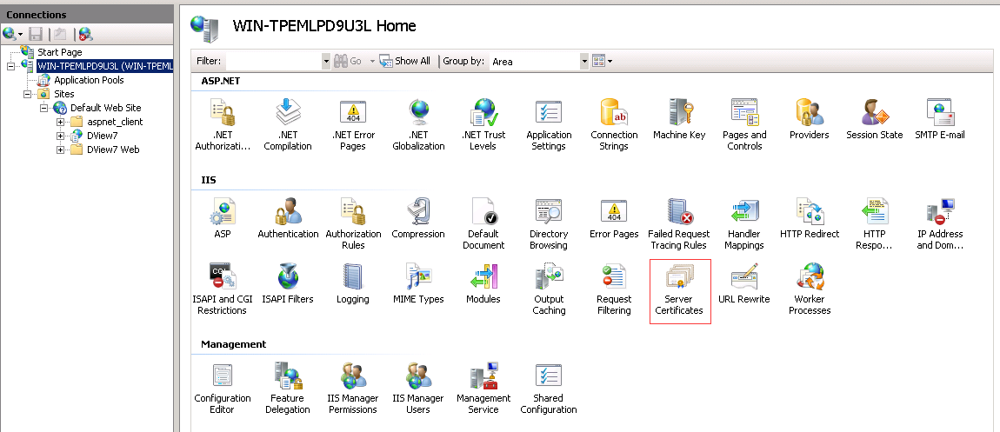 Connections
Start Page
WIN-TPEMLPD9U3L (WIN-TPEML
Application Pools
Sites
Default Web Site
aspnet_client
DView7
DView7 Web
WIN-TPEMLPD9U3L Home
Filter: Go Show All Group by: Area
ASP.NET
.NET Authorizati...
.NET Compilation
.NET Error Pages
.NET Globalization
.NET Trust Levels
Application Settings
Connection Strings
Machine Key
Pages and Controls
Providers
Session State
SMTP E-mail
IIS
ASP
Authentication
Authorization Rules
Compression
Default Document
Directory Browsing
Error Pages
Failed Request Tracing Rules
Handler Mappings
HTTP Redirect
HTTP Respo...
IP Address and Dom...
ISAPI and CGI Restrictions
ISAPI Filters
Logging
MIME Types
Modules
Output Caching
Request Filtering
Server Certificates
URL Rewrite
Worker Processes
Management
Configuration Editor
Feature Delegation
IIS Manager Permissions
IIS Manager Users
Management Service
Shared Configuration